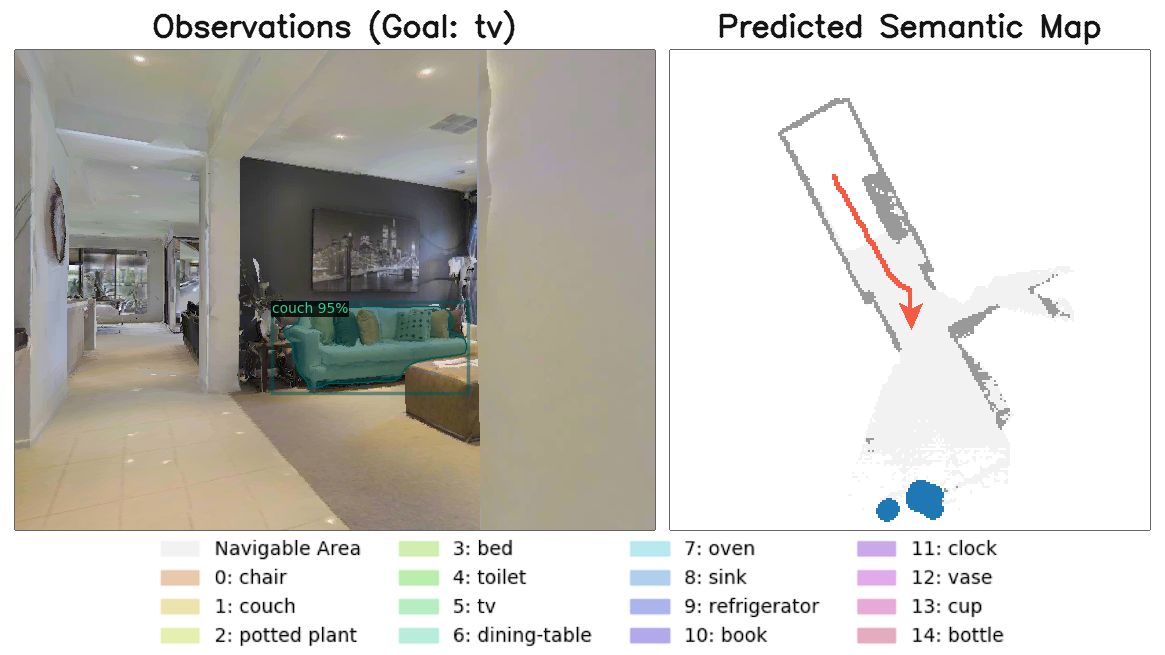 Observations (Goal: tv)
Predicted Semantic Map
couch 95%
Navigable Area
0: chair
1: couch
2: potted plant
3: bed
4: toilet
5: tv
6: dining-table
7: oven
8: sink
9: refrigerator
10: book
11: clock
12: vase
13: cup
14: bottle